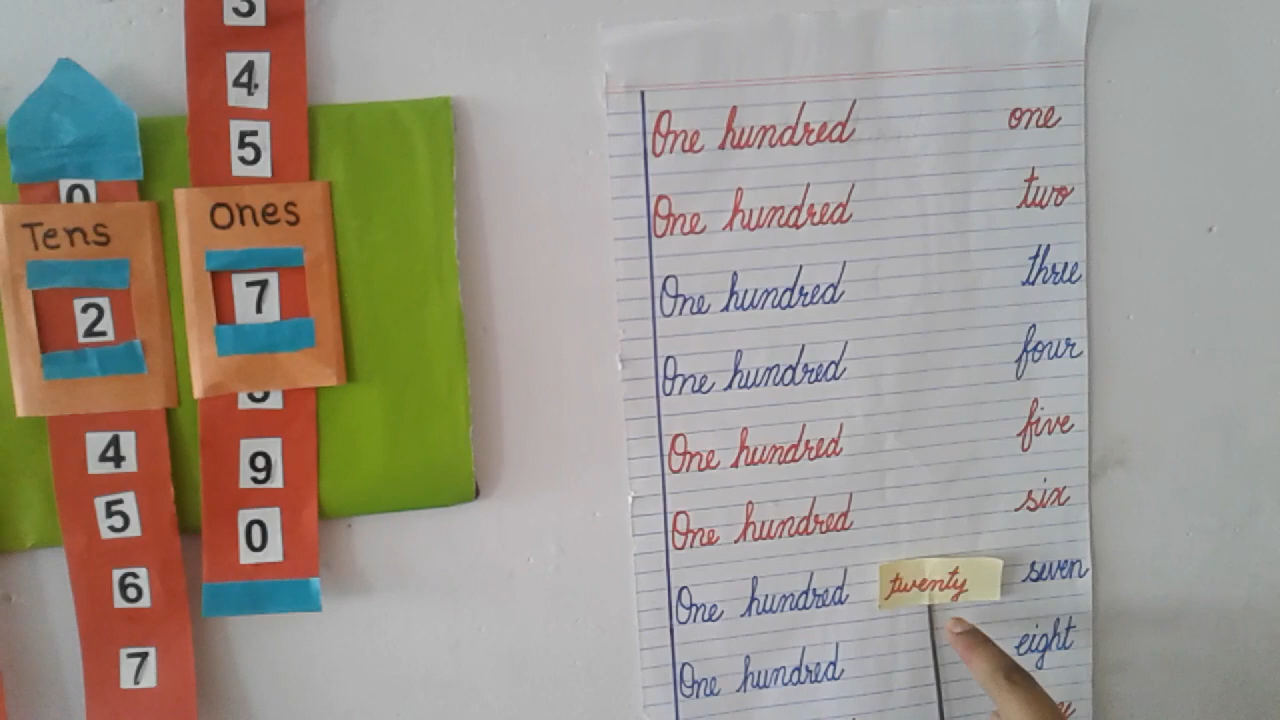 3
4
5
0
Tens
2
4
5
6
7
Ones
7
9
0
One hundred one
One hundred two
One hundred three
One hundred four
One hundred five
One hundred six
One hundred twenty seven
One hundred eight